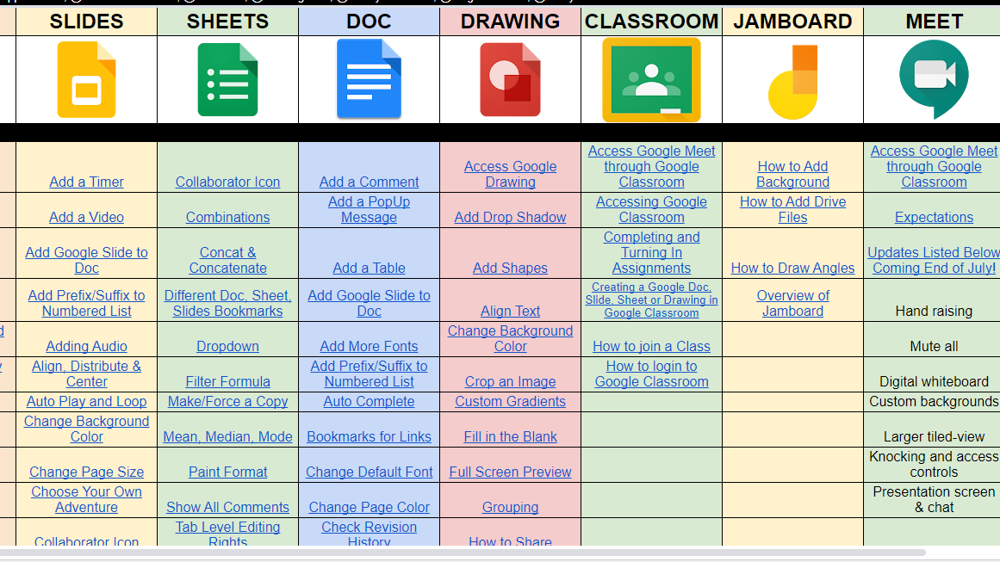 SLIDES SHEETS DOC DRAWING CLASSROOM JAMBOARD MEET
Add a Timer
Collaborator Icon
Add a Comment
Access Google
Drawing
Access Google Meet
through Google
Classroom
How to Add
Background
Access Google Meet
through Google
Classroom
Add a Video
Combinations
Add a PopUp
Message
Add Drop Shadow
Accessing Google
Classroom
How to Add Drive
Files
Expectations
Add Google Slide to
Doc
Concat &
Concatenate
Add a Table
Add Shapes
Completing and
Turning In
Assignments
How to Draw Angles
Updates Listed Below
Coming End of July!
Add Prefix/Suffix to
Numbered List
Different Doc, Sheet,
Slides Bookmarks
Add Google Slide to
Doc
Align Text
Creating a Google Doc,
Slide, Sheet or Drawing in
Google Classroom
Overview of
Jamboard
Hand raising
Adding Audio
Dropdown
Add More Fonts
Change Background
Color
How to join a Class
Mute all
Align, Distribute &
Center
Filter Formula
Add Prefix/Suffix to
Numbered List
Crop an Image
How to login to
Google Classroom
Digital whiteboard
Auto Play and Loop
Make/Force a Copy
Auto Complete
Custom Gradients
Custom backgrounds
Change Background
Color
Mean, Median, Mode
Bookmarks for Links
Fill in the Blank
Larger tiled-view
Change Page Size
Paint Format
Change Default Font
Full Screen Preview
Knocking and access
controls
Choose Your Own
Adventure
Show All Comments
Change Page Color
Grouping
Presentation screen
& chat
Collaborator Icon
Tab Level Editing
Rights
Check Revision
History
How to Share